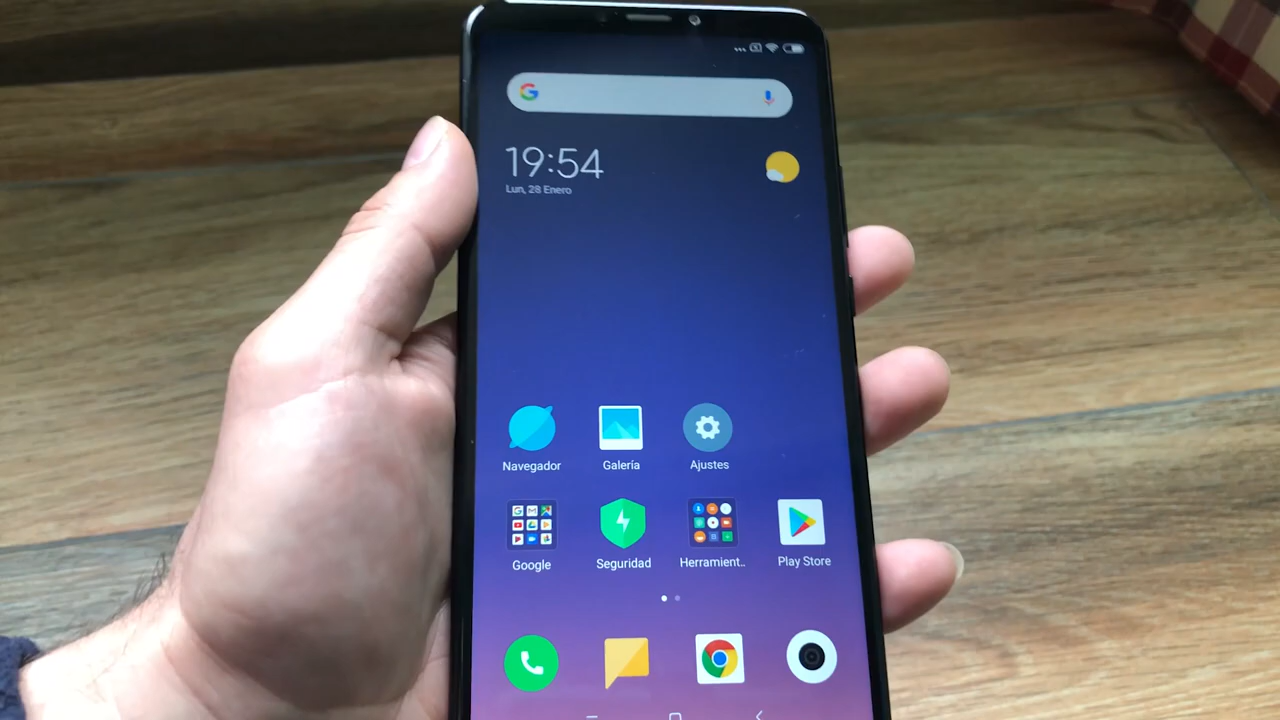 19:54
Lun, 28 Enero
Navegador
Galería
Ajustes
Google
Seguridad
Herramient..
Play Store